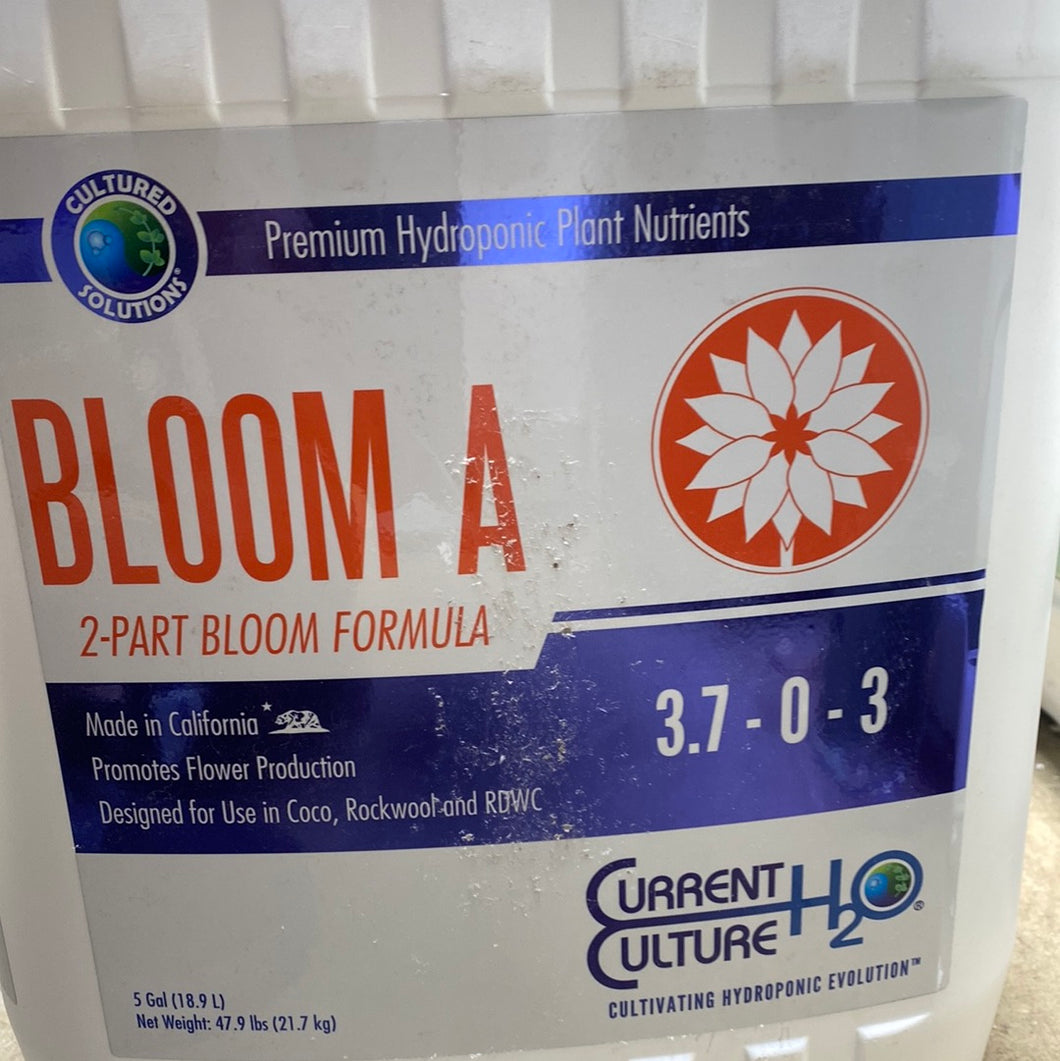 CULTURED
SOLUTIONS®
Premium Hydroponic Plant Nutrients
BLOOM A
2-PART BLOOM FORMULA
3.7 - 0 - 3
Made in California
Promotes Flower Production
Designed for Use in Coco, Rockwool and RDWC
CURRENT
CULTURE
H2O®
CULTIVATING HYDROPONIC EVOLUTION™
5 Gal (18.9 L)
Net Weight: 47.9 lbs (21.7 kg)